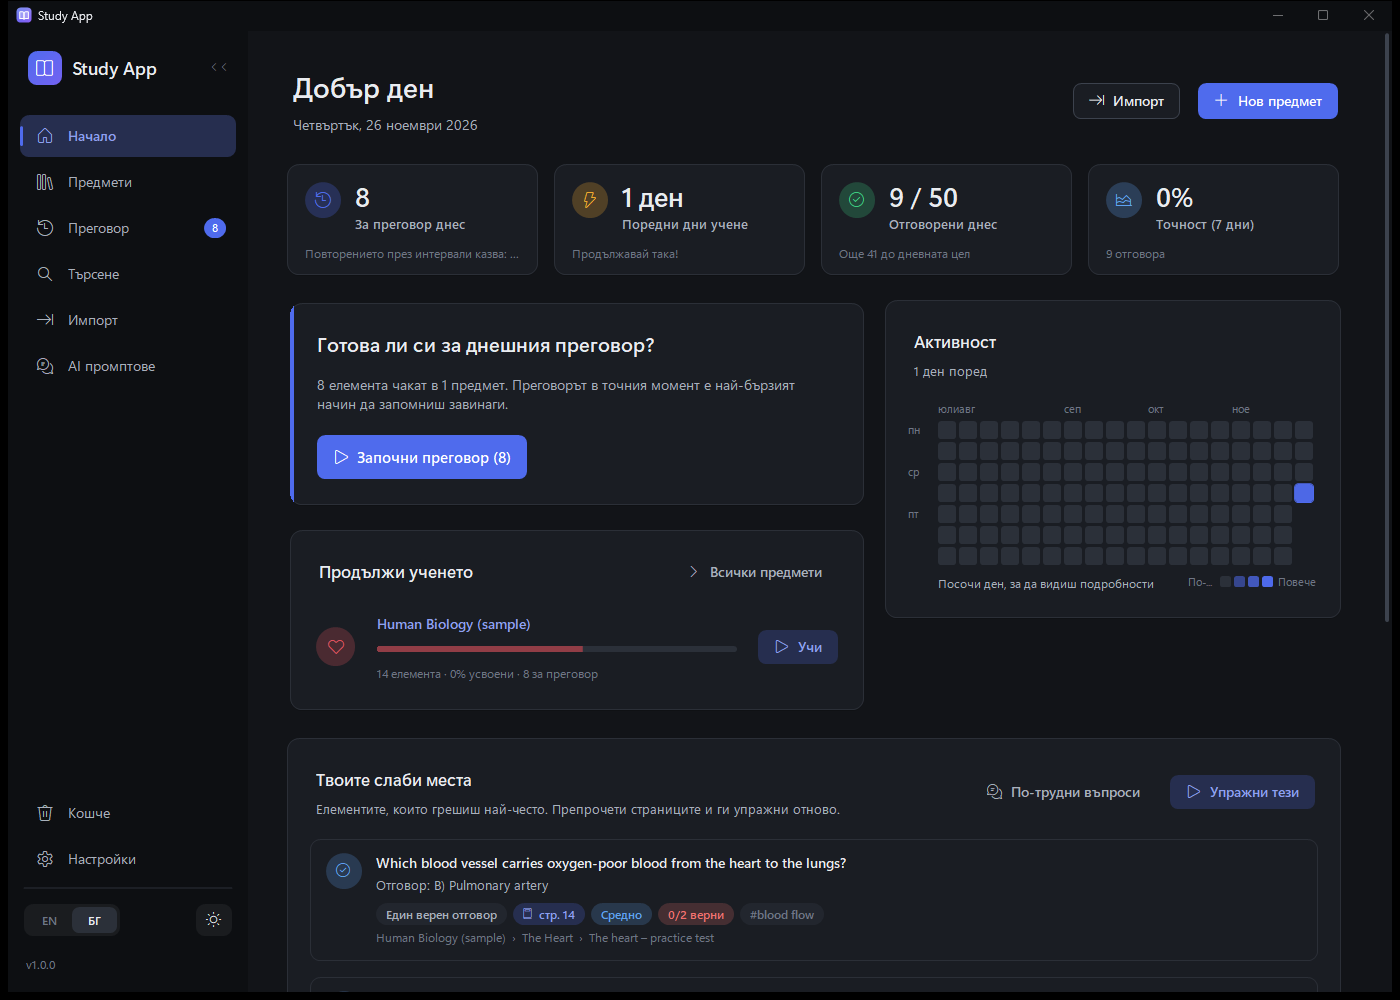 Study App
Study App
Начало
Предмети
Преговор
8
Търсене
Импорт
AI промптове
Кошче
Настройки
EN
БГ
v1.0.0
Добър ден
Четвъртък, 26 ноември 2026
Импорт
Нов предмет
8
За преговор днес
Повторението през интервали казва: ...
1 ден
Поредни дни учене
Продължавай така!
9 / 50
Отговорени днес
Още 41 до дневната цел
0%
Точност (7 дни)
9 отговора
Готова ли си за днешния преговор?
8 елемента чакат в 1 предмет. Преговорът в точния момент е най-бързият
начин да запомниш завинаги.
Започни преговор (8)
Активност
1 ден поред
юлиавг сеп окт ное
пн
ср
пт
Посочи ден, за да видиш подробности
По-...
Повече
Продължи ученето
Всички предмети
Human Biology (sample)
Учи
14 елемента · 0% усвоени · 8 за преговор
Твоите слаби места
Елементите, които грешиш най-често. Препрочети страниците и ги упражни отново.
По-трудни въпроси
Упражни тези
Which blood vessel carries oxygen-poor blood from the heart to the lungs?
Отговор: B) Pulmonary artery
Един верен отговор
стр. 14
Средно
0/2 верни
#blood flow
Human Biology (sample) › The Heart › The heart – practice test